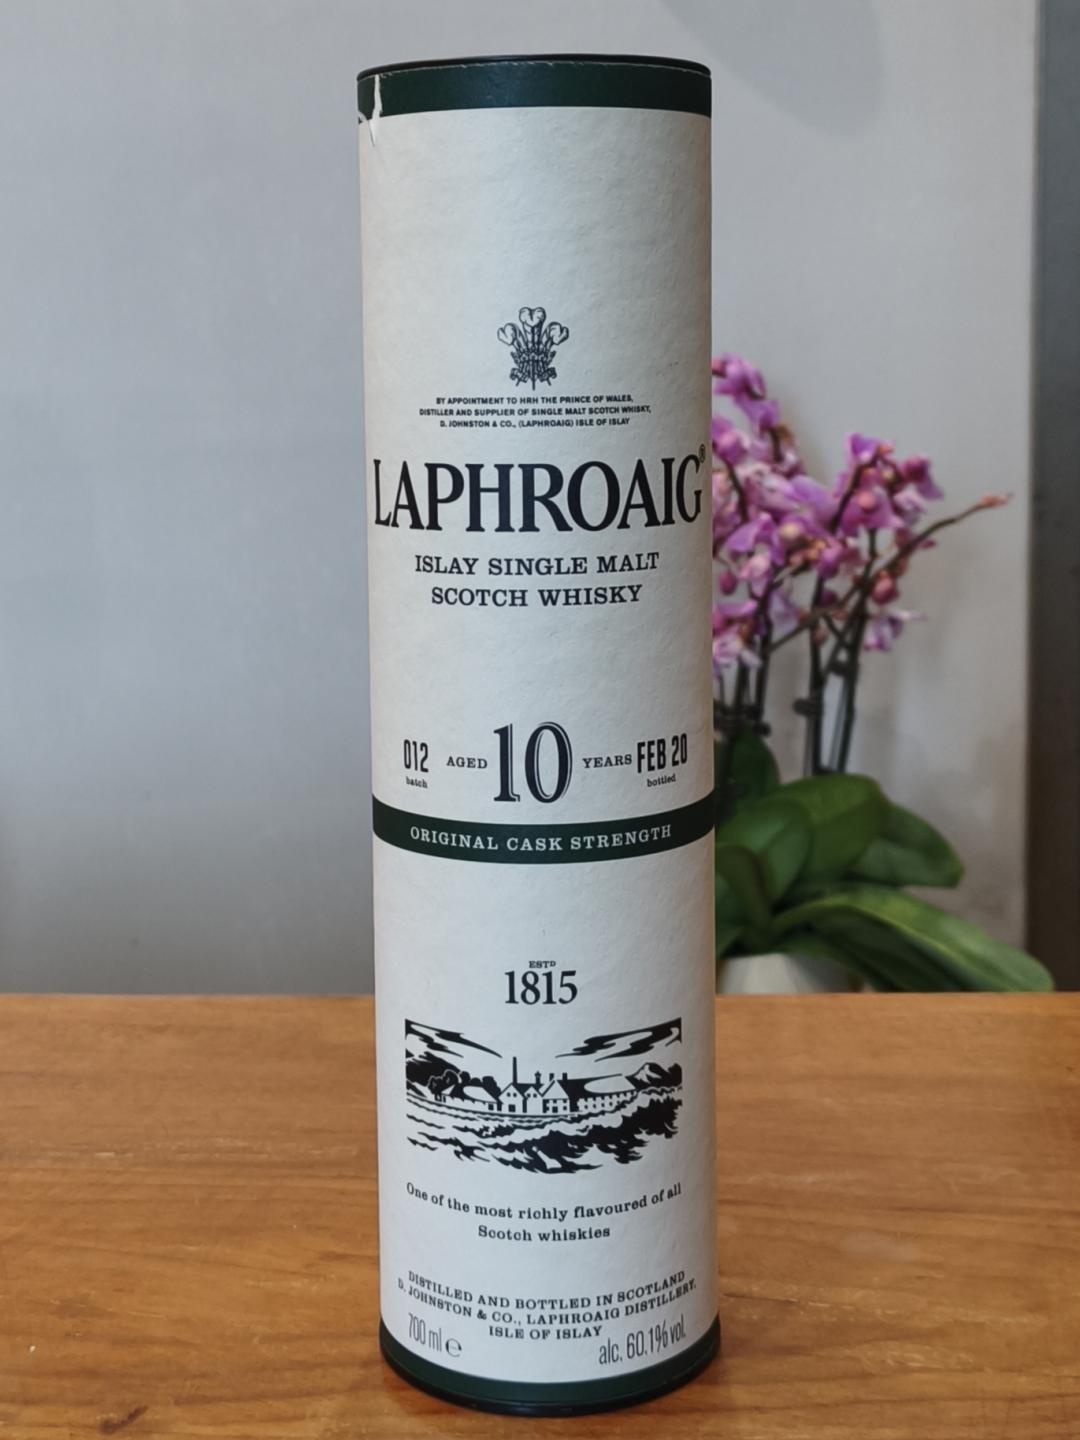 BY APPOINTMENT TO HRH THE PRINCE OF WALES,
DISTILLER AND SUPPLIER OF SINGLE MALT SCOTCH WHISKY,
D. JOHNSTON & CO., (LAPHROAIG) ISLE OF ISLAY
LAPHROAIG®
ISLAY SINGLE MALT
SCOTCH WHISKY
012 AGED 10 YEARS FEB 20
batch bottled
ORIGINAL CASK STRENGTH
ESTD
1815
One of the most richly flavoured of all
Scotch whiskies
DISTILLED AND BOTTLED IN SCOTLAND
D. JOHNSTON & CO., LAPHROAIG DISTILLERY,
ISLE OF ISLAY
700 ml ℮ alc. 60.1% vol.